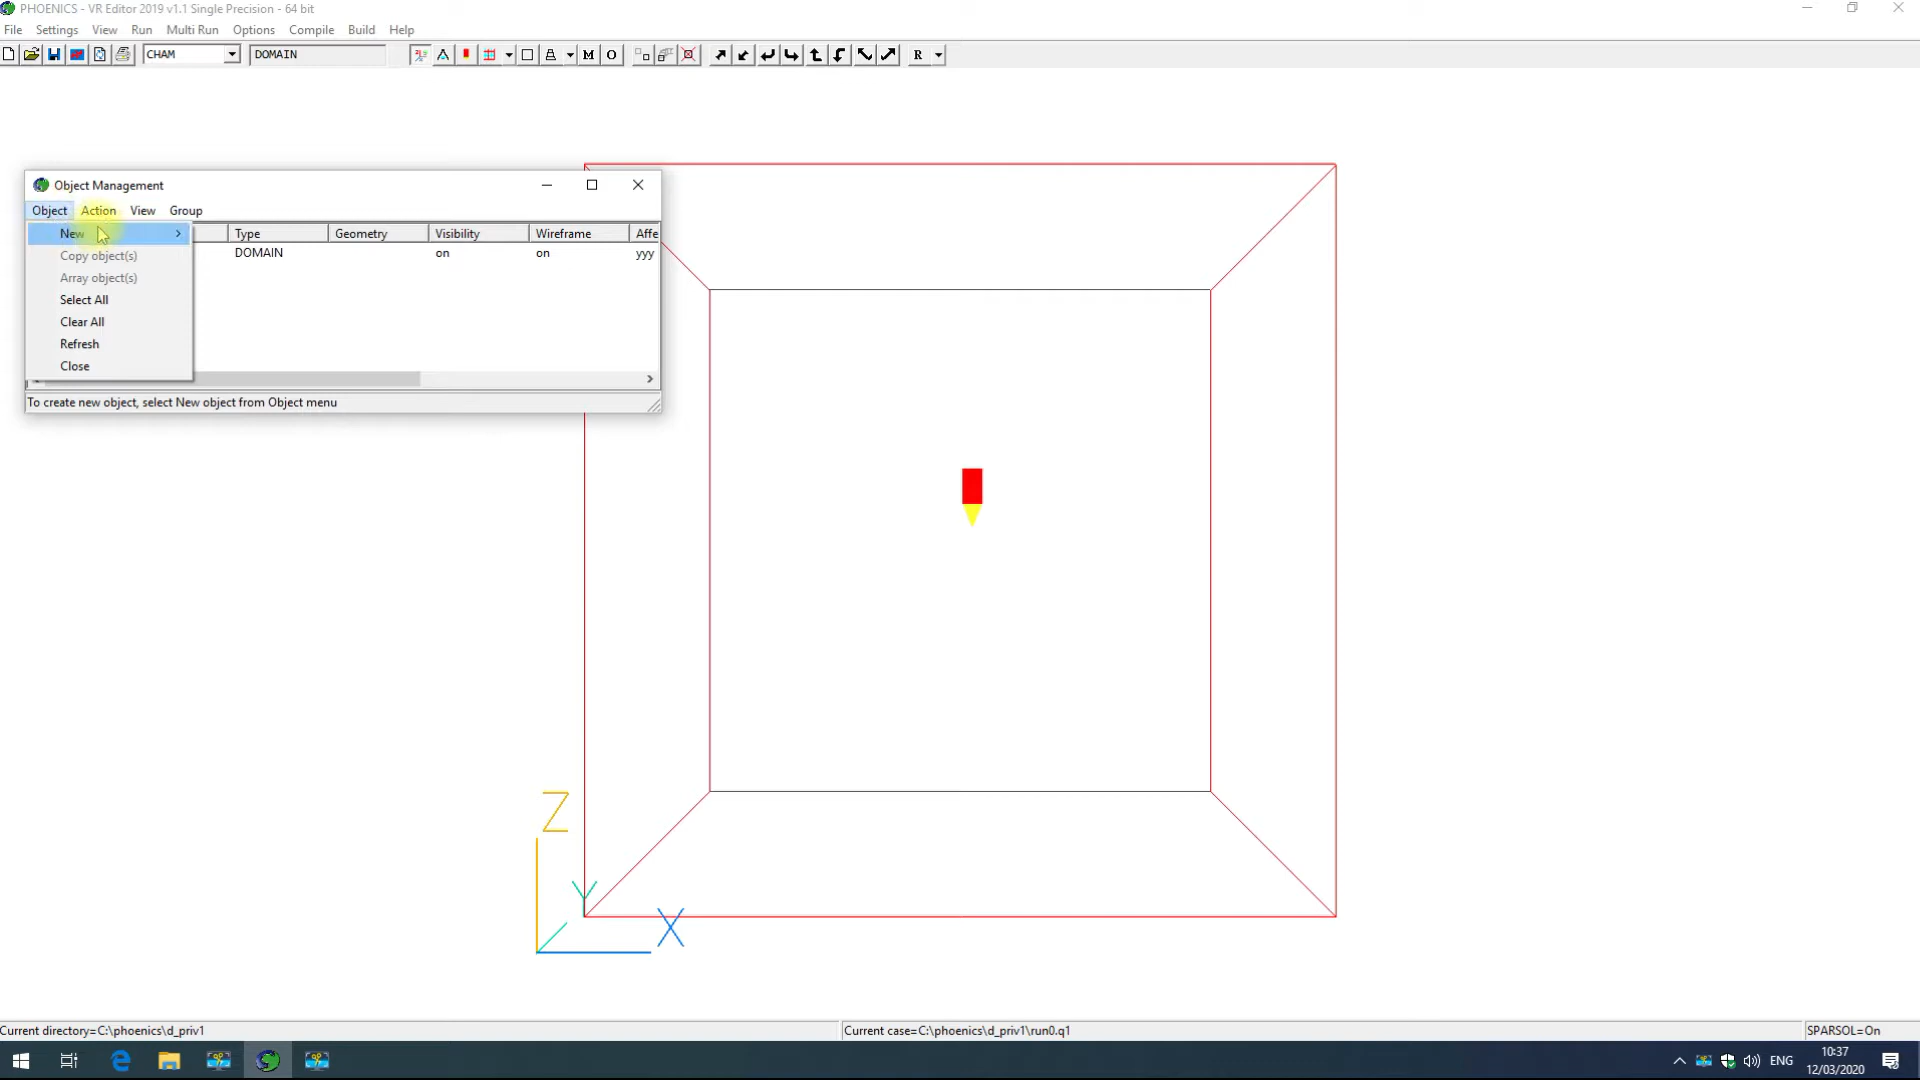 PHOENICS - VR Editor 2019 v1.1 Single Precision - 64 bit
File Settings View Run Multi Run Options Compile Build Help
CHAM DOMAIN M O R
Object Management
Object Action View Group
New Type Geometry Visibility Wireframe Affe
Copy object(s) DOMAIN on on yyy
Array object(s)
Select All
Clear All
Refresh
Close
To create new object, select New object from Object menu
Z
Y
X
Current directory=C:\phoenics\d_priv1 Current case=C:\phoenics\d_priv1\run0.q1 SPARSOL=On
ENG 10:37
12/03/2020